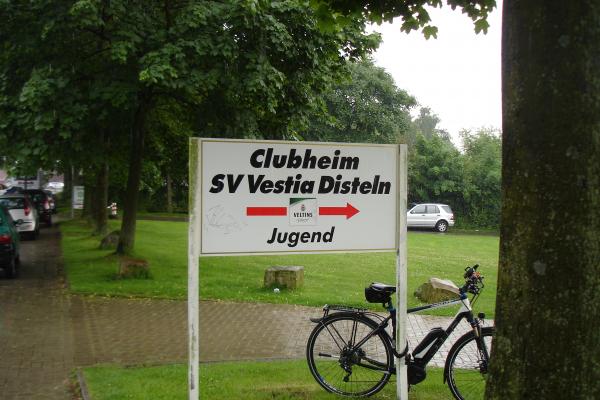 Clubheim
SV Vestia Disteln
VELTINS
Jugend